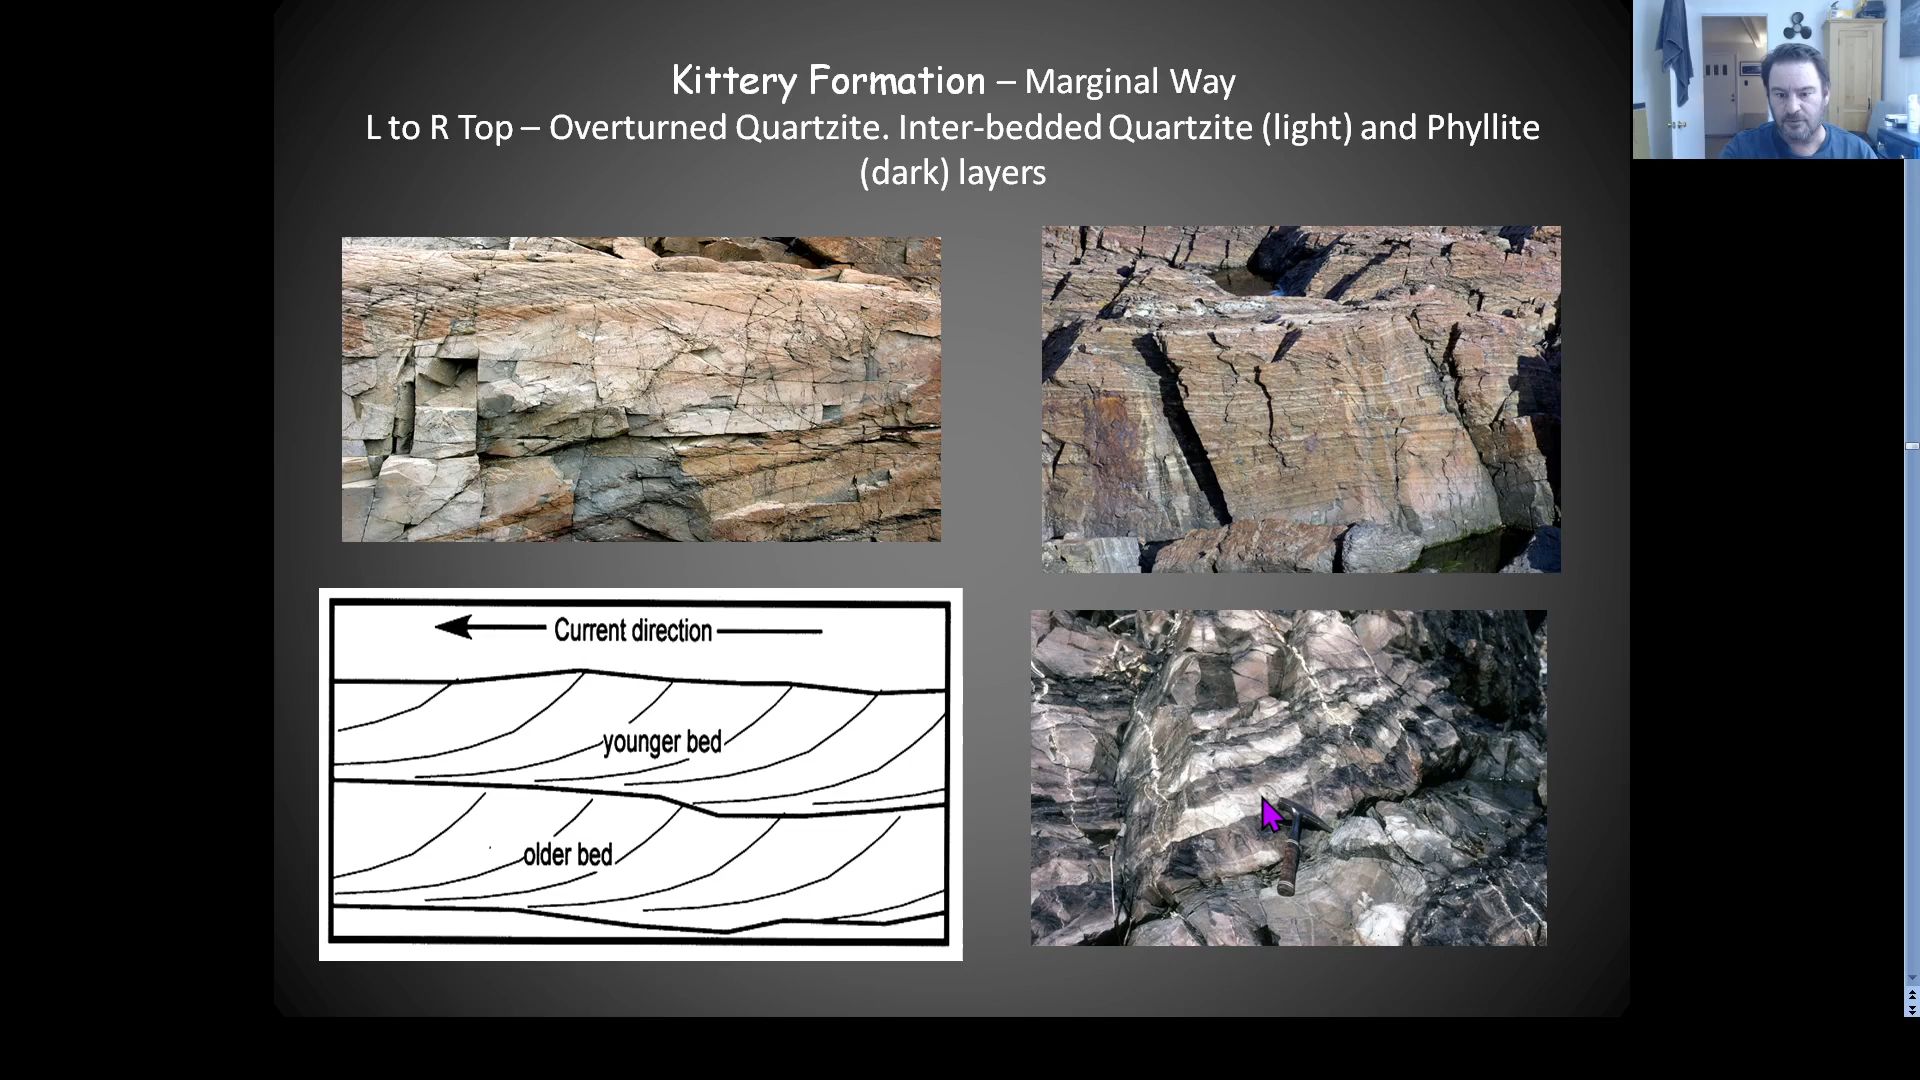 Kittery Formation – Marginal Way
L to R Top – Overturned Quartzite. Inter-bedded Quartzite (light) and Phyllite
(dark) layers
Current direction
younger bed
older bed